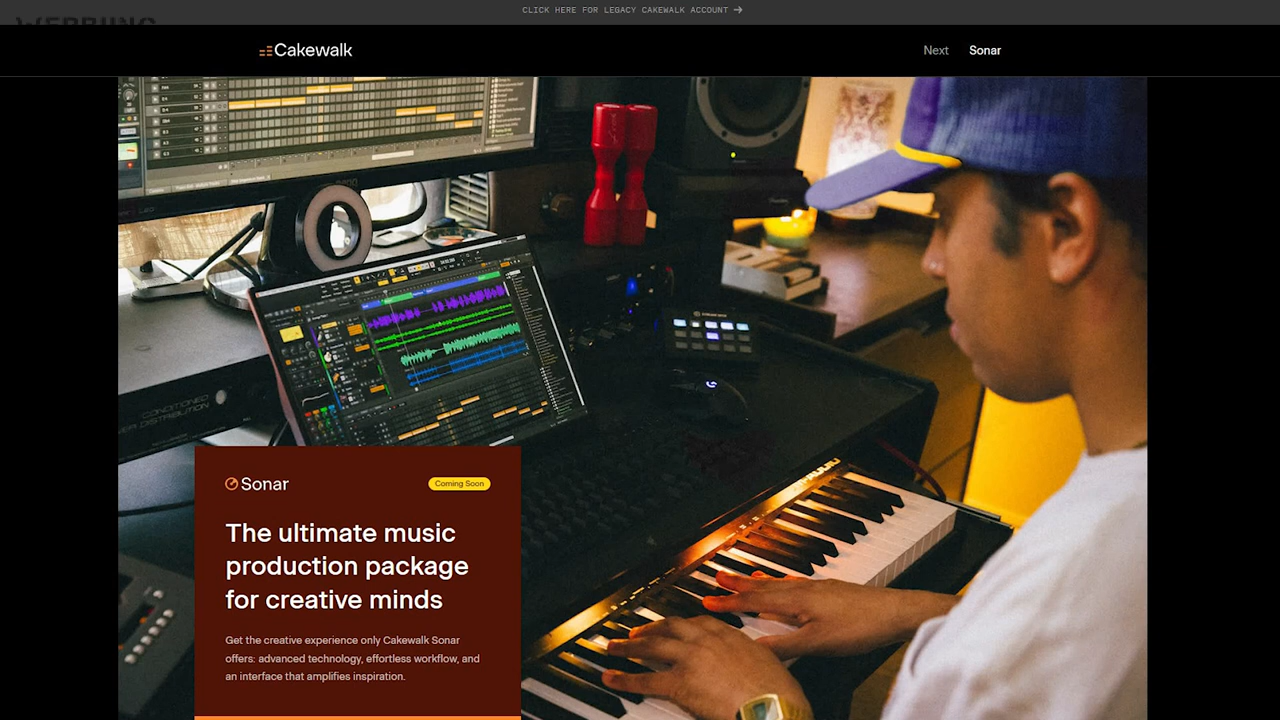 CLICK HERE FOR LEGACY CAKEWALK ACCOUNT →
WERBUNG
Cakewalk
Next
Sonar
CONDITIONED
Sonar
Coming Soon
The ultimate music
production package
for creative minds
Get the creative experience only Cakewalk Sonar
offers: advanced technology, effortless workflow, and
an interface that amplifies inspiration.